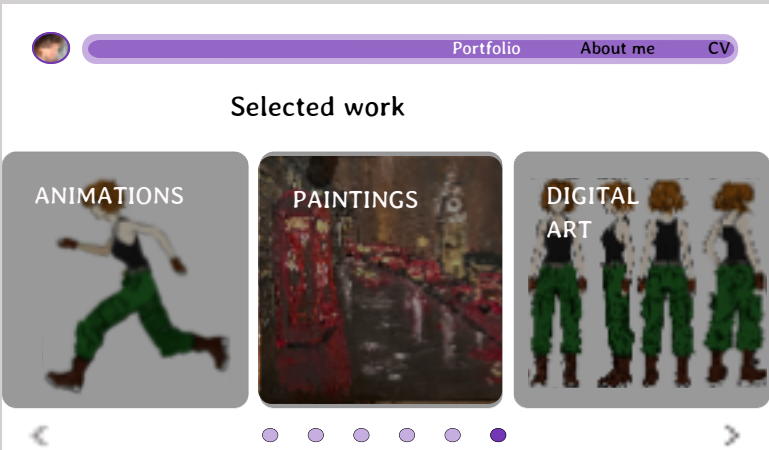 Portfolio
About me
CV
Selected work
ANIMATIONS
PAINTINGS
DIGITAL
ART